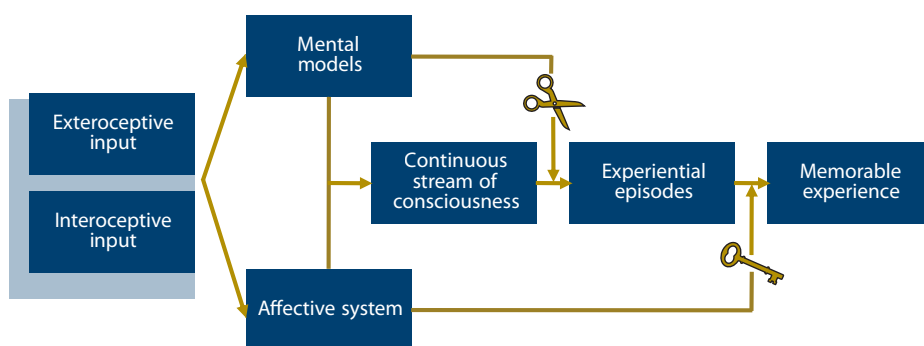 Mental
models
Exteroceptive
input
Continuous
stream of
consciousness
Experiential
episodes
Memorable
experience
Interoceptive
input
Affective system